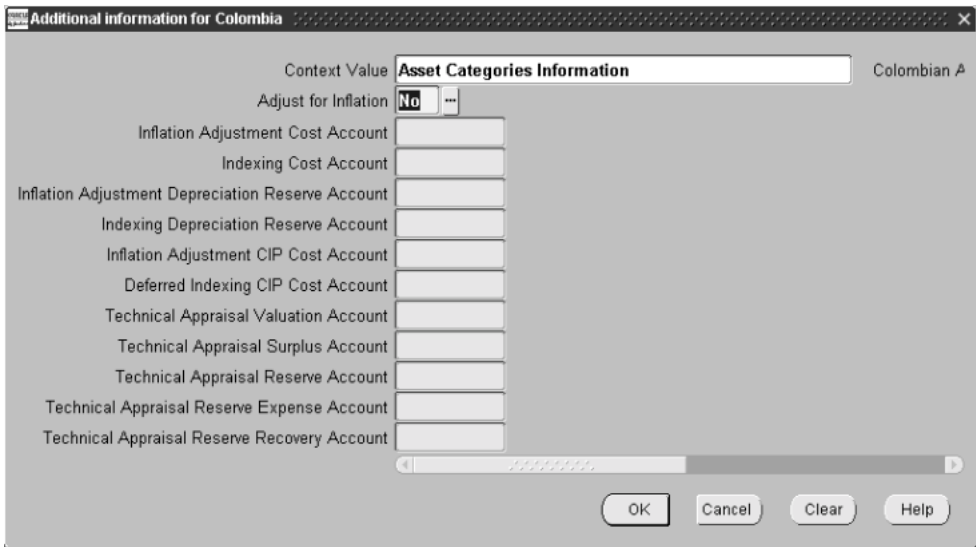 Additional information for Colombia
Context Value Asset Categories Information Colombian A
Adjust for Inflation No ...
Inflation Adjustment Cost Account
Indexing Cost Account
Inflation Adjustment Depreciation Reserve Account
Indexing Depreciation Reserve Account
Inflation Adjustment CIP Cost Account
Deferred Indexing CIP Cost Account
Technical Appraisal Valuation Account
Technical Appraisal Surplus Account
Technical Appraisal Reserve Account
Technical Appraisal Reserve Expense Account
Technical Appraisal Reserve Recovery Account
OK Cancel Clear Help